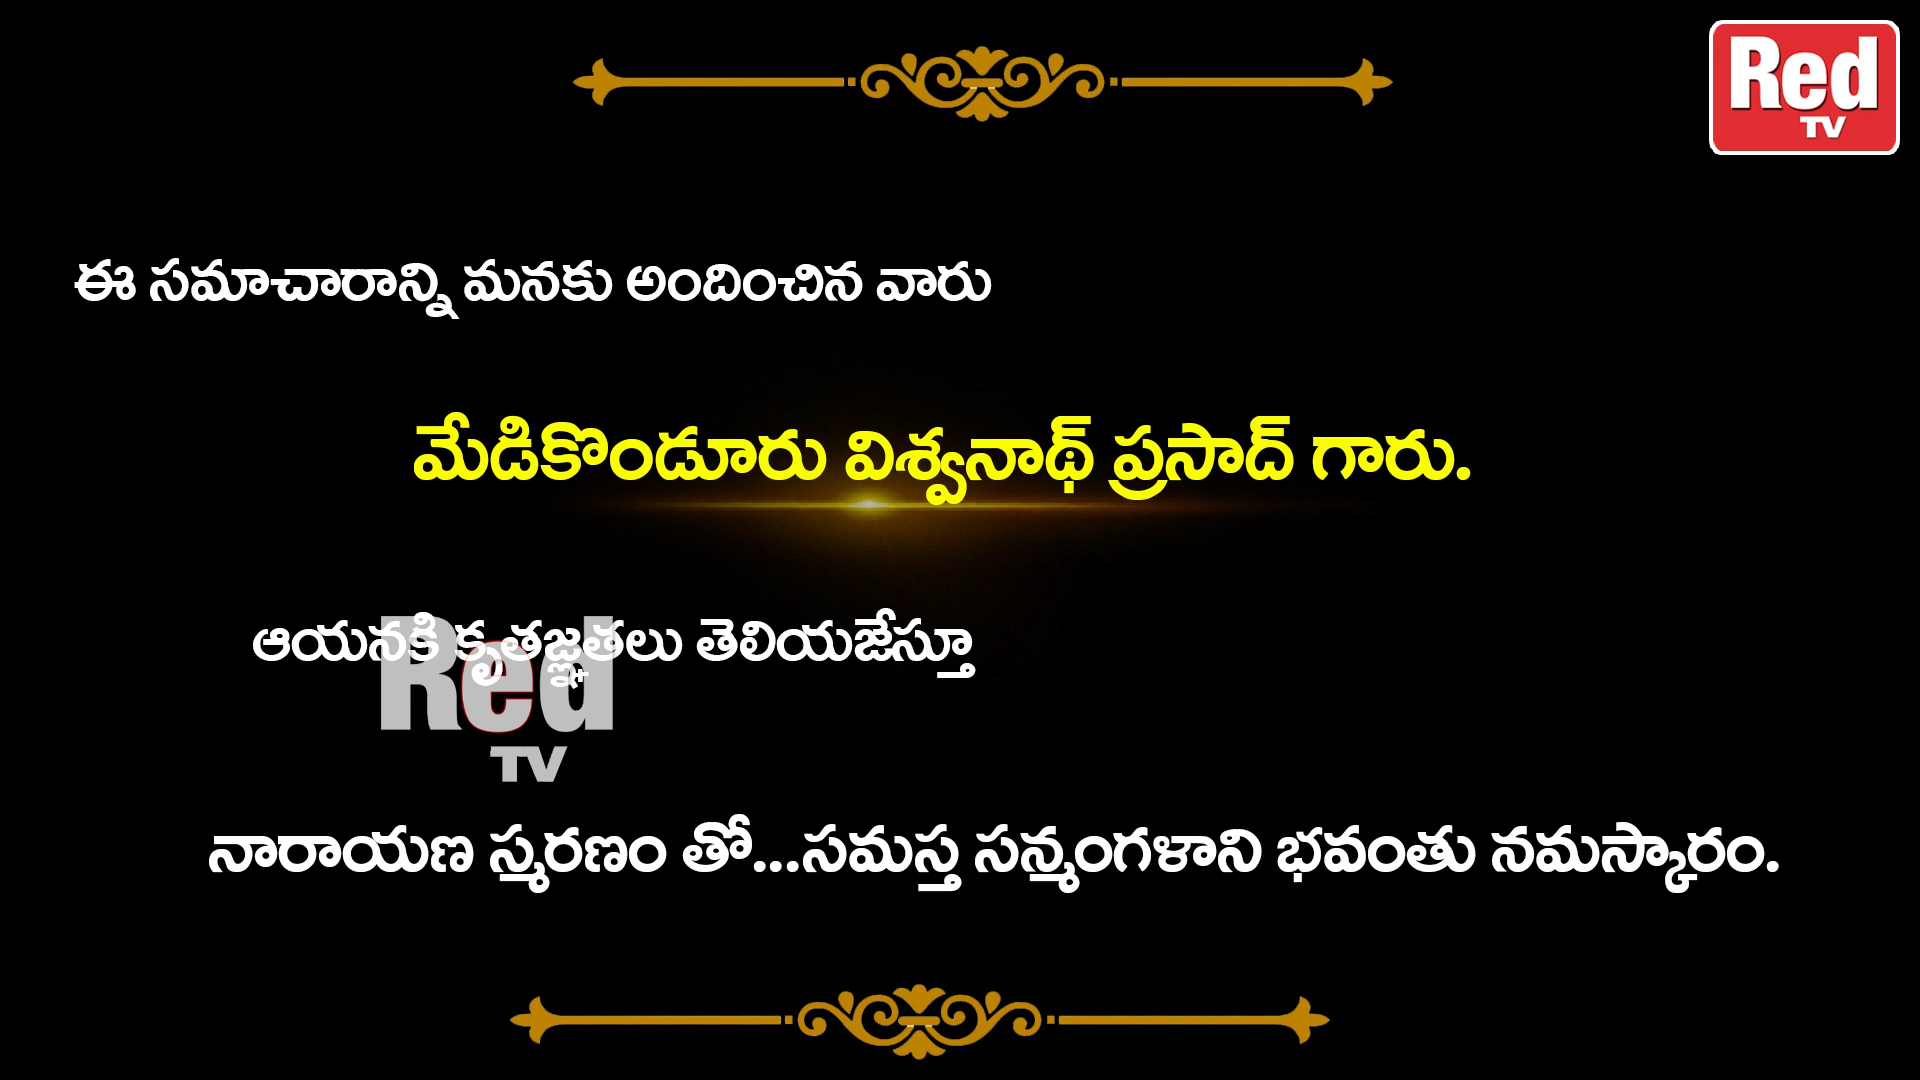 Red
TV
ఈ సమాచారాన్ని మనకు అందించిన వారు
మేడికొండూరు విశ్వనాథ్ ప్రసాద్ గారు.
ఆయనకి కృతజ్ఞతలు తెలియజేస్తూ
Red
TV
నారాయణ స్మరణం తో...సమస్త సన్మంగళాని భవంతు నమస్కారం.